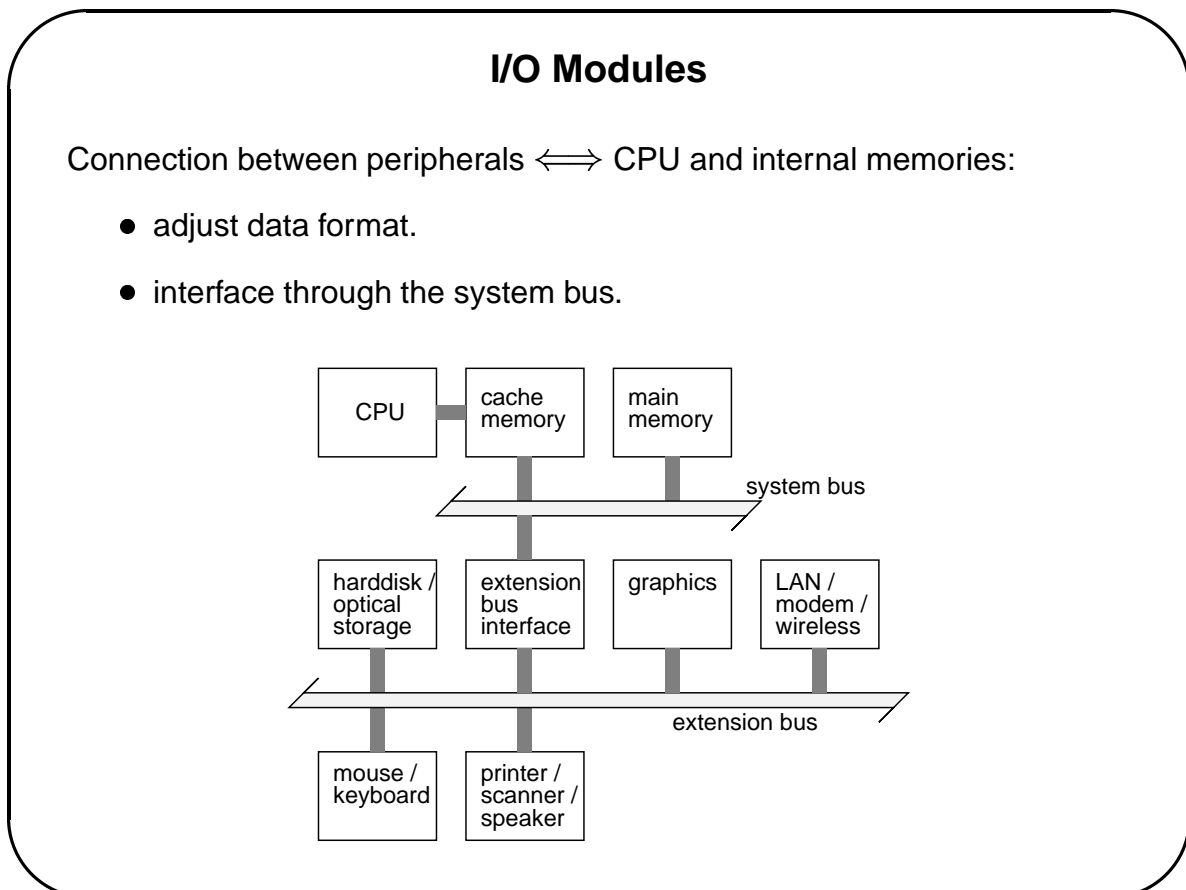 I/O Modules
Connection between peripherals ⟺ CPU and internal memories:
● adjust data format.
● interface through the system bus.
CPU
cache
memory
main
memory
system bus
harddisk /
optical
storage
extension
bus
interface
graphics
LAN /
modem /
wireless
extension bus
mouse /
keyboard
printer /
scanner /
speaker